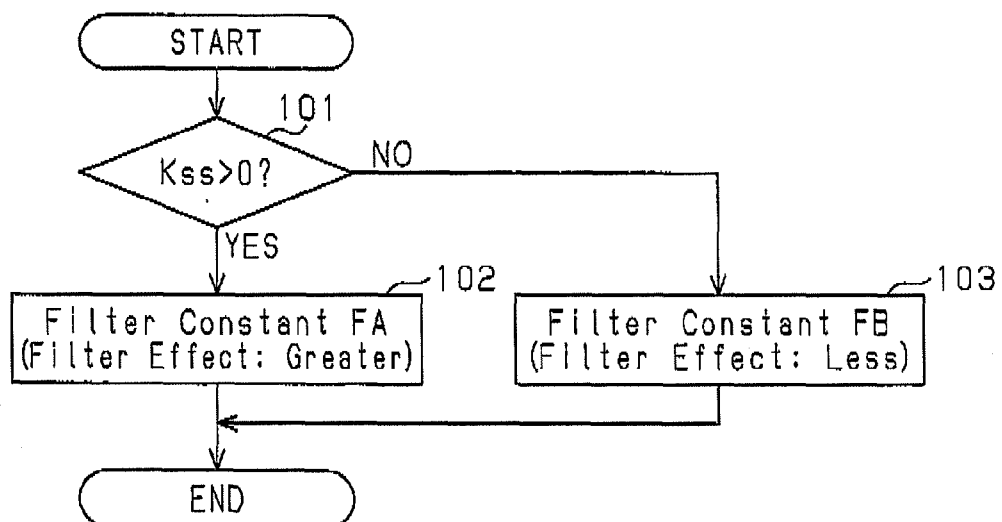 START
101
Kss>0?
NO
YES
102
Filter Constant FA
(Filter Effect: Greater)
103
Filter Constant FB
(Filter Effect: Less)
END